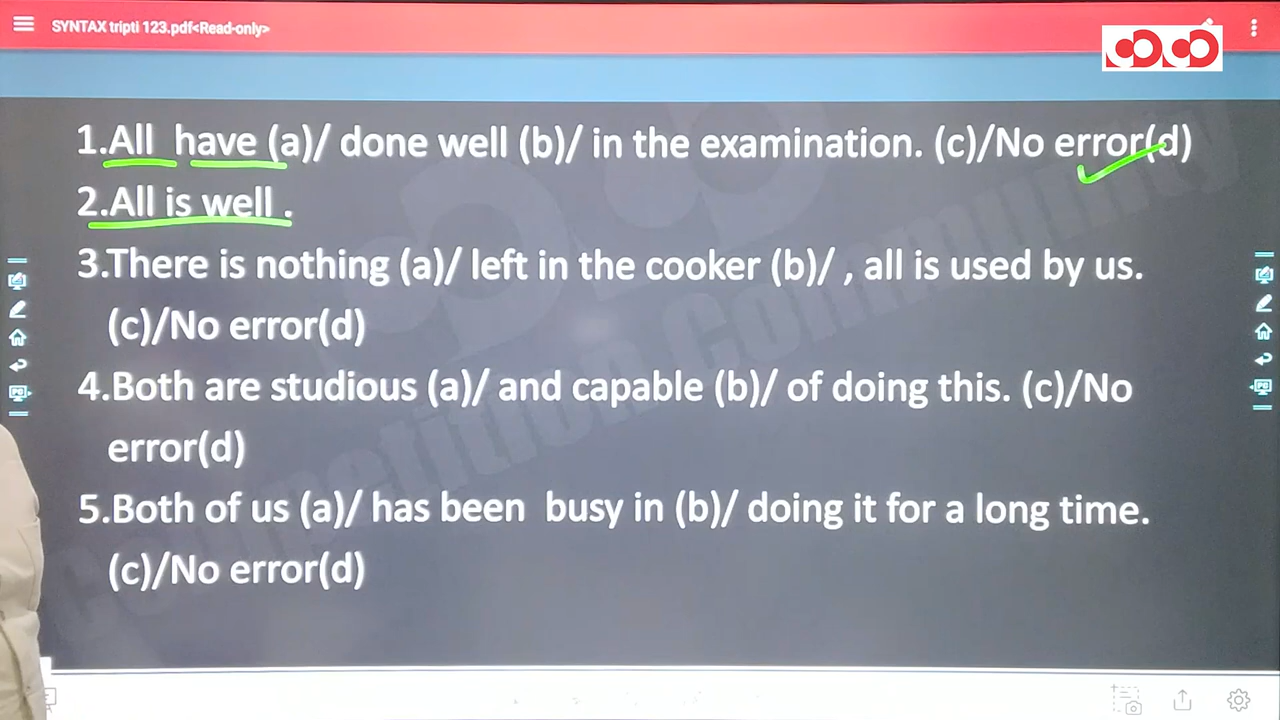 SYNTAX tripti 123.pdf<Read-only>
1.All have (a)/ done well (b)/ in the examination. (c)/No error(d)
2.All is well .
3.There is nothing (a)/ left in the cooker (b)/ , all is used by us.
(c)/No error(d)
4.Both are studious (a)/ and capable (b)/ of doing this. (c)/No
error(d)
5.Both of us (a)/ has been busy in (b)/ doing it for a long time.
(c)/No error(d)
Competition Community